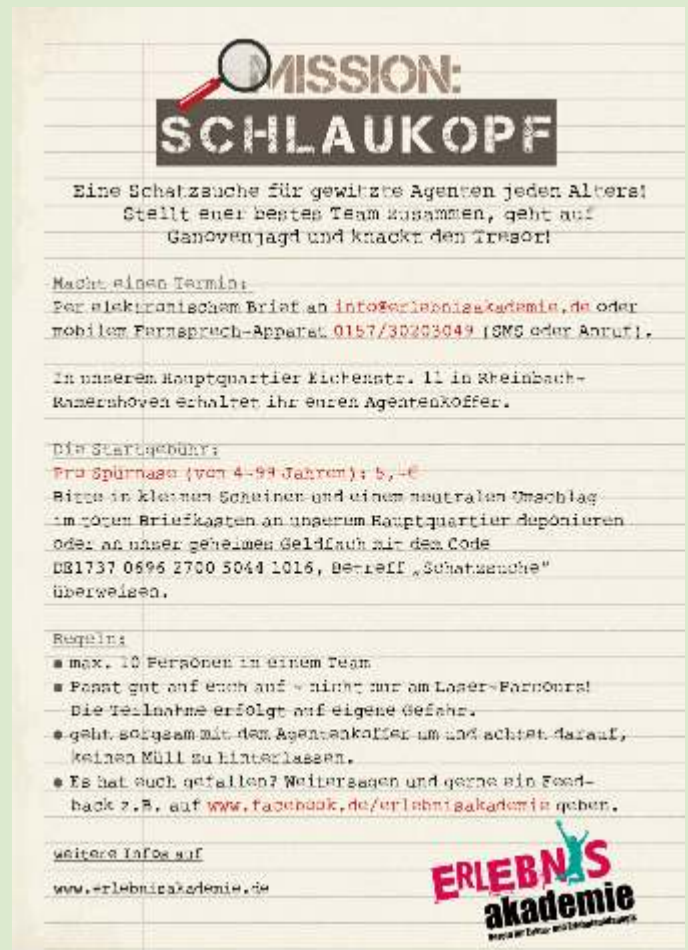 MISSION:
SCHLAUKOPF
Eine Schatzsuche für gewitzte Agenten jeden Alters!
Stellt euer bestes Team zusammen, geht auf
Ganovenjagd und knackt den Tresor!
Macht einen Termin:
Per elektronischem Brief an info@erlebnisakademie.de oder
mobilem Fernsprech-Apparat 0157/30203049 (SMS oder Anruf).
In unserem Hauptquartier Eichenstr. 11 in Rheinbach-
Ramershoven erhaltet ihr euren Agentenkoffer.
Die Startgebühr:
Pro Spürnase (von 4-99 Jahren): 5,-€
Bitte in kleinen Scheinen und einem neutralen Umschlag
im toten Briefkasten an unserem Hauptquartier deponieren
oder an unser geheimes Geldfach mit dem Code
DE1737 0696 2700 5044 1016, Betreff „Schatzsuche"
überweisen.
Regeln:
• max. 10 Personen in einem Team
• Passt gut auf euch auf - nicht nur am Laser-Parcours!
Die Teilnahme erfolgt auf eigene Gefahr.
• geht sorgsam mit dem Agentenkoffer um und achtet darauf,
keinen Müll zu hinterlassen.
• Es hat euch gefallen? Weitersagen und gerne ein Feed-
back z.B. auf www.facebook.de/erlebnisakademie geben.
weitere Infos auf
www.erlebnisakademie.de
ERLEBNIS
akademie